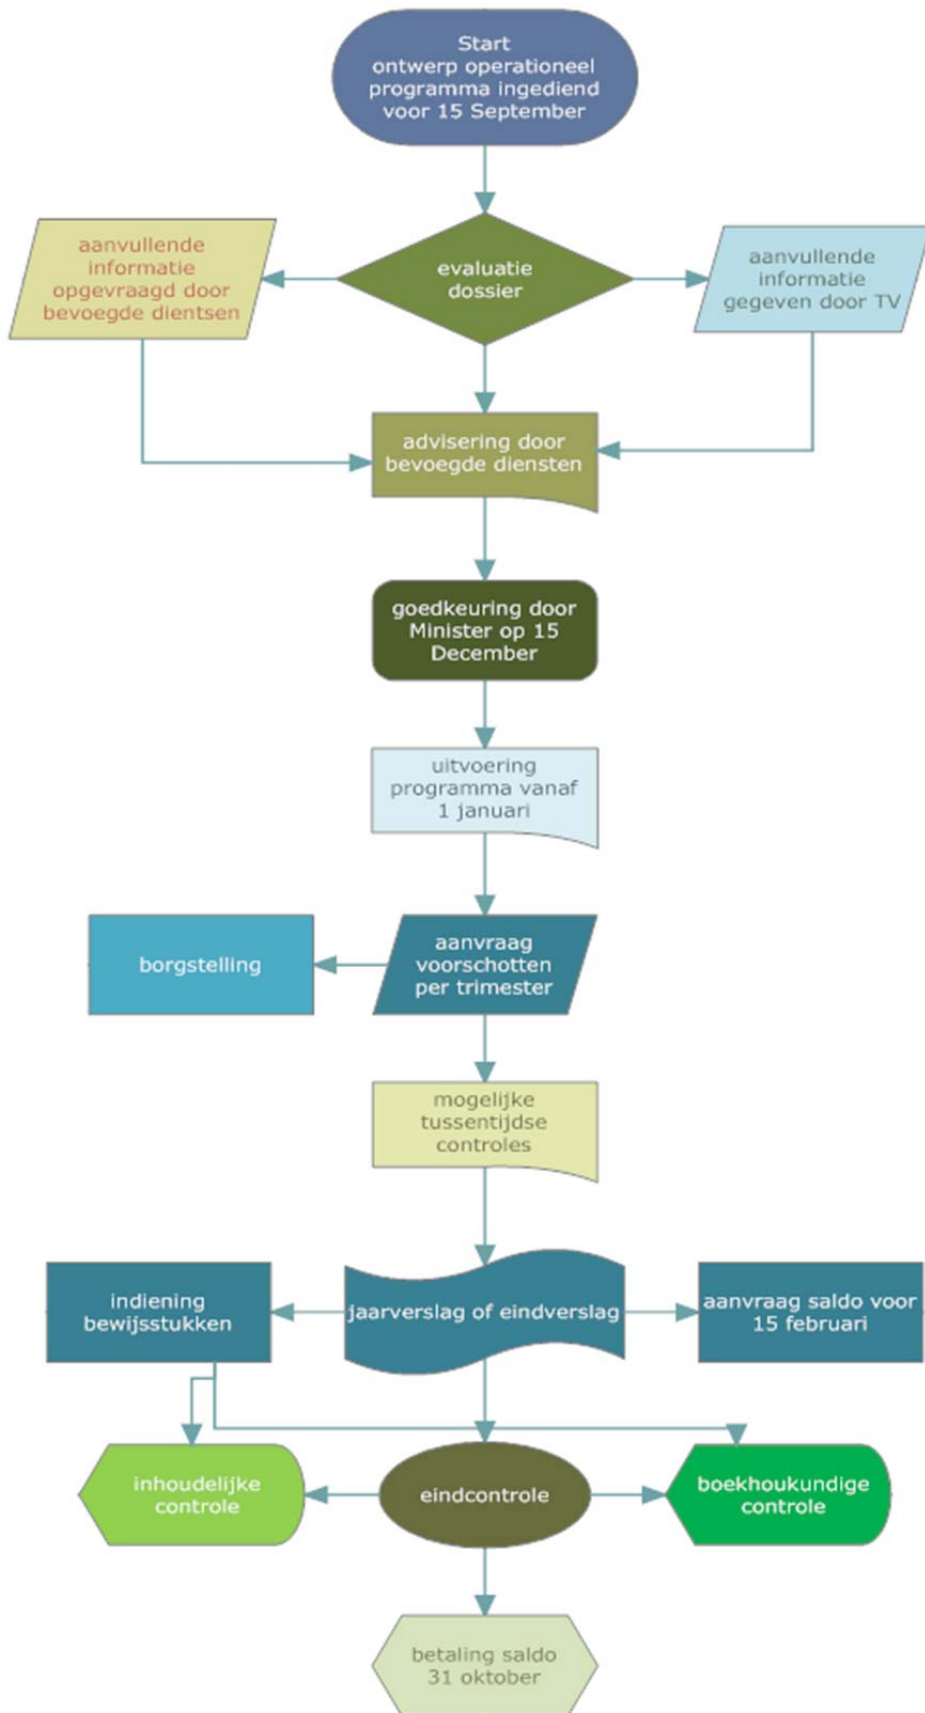 Start
ontwerp operationeel
programma ingediend
voor 15 September
evaluatie
dossier
aanvullende
informatie
opgevraagd door
bevoegde dientsen
aanvullende
informatie
gegeven door TV
advisering door
bevoegde diensten
goedkeuring door
Minister op 15
December
uitvoering
programma vanaf
1 januari
borgstelling
aanvraag
voorschotten
per trimester
mogelijke
tussentijdse
controles
indiening
bewijsstukken
jaarverslag of eindverslag
aanvraag saldo voor
15 februari
inhoudelijke
controle
eindcontrole
boekhoukundige
controle
betaling saldo
31 oktober